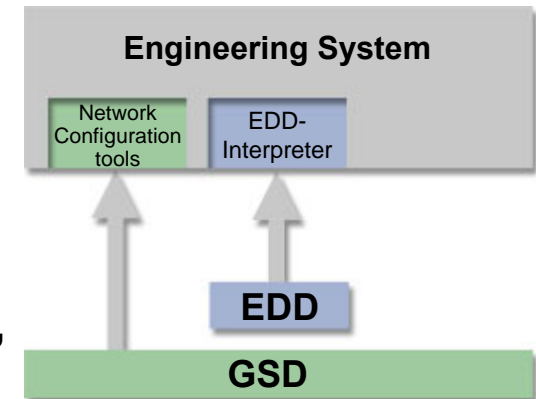 Engineering System
Network
Configuration
tools
EDD-
Interpreter
EDD
GSD